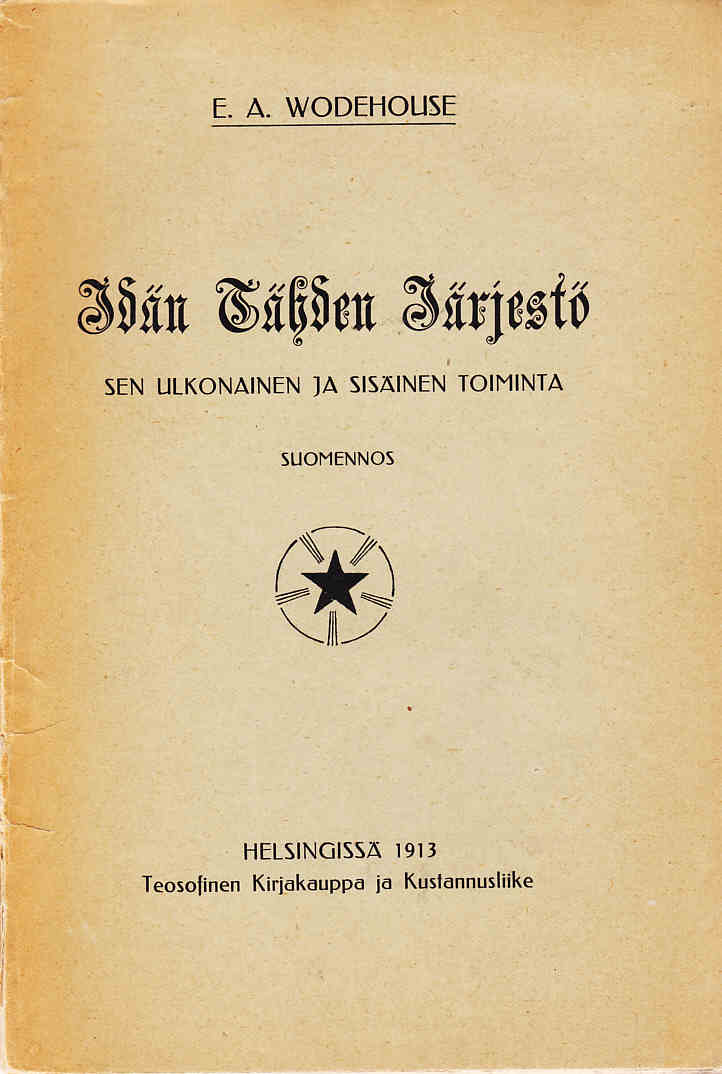 E. A. WODEHOUSE
Idän Tähden Järjestö
SEN ULKONAINEN JA SISÄINEN TOIMINTA
SUOMENNOS
HELSINGISSÄ 1913
Teosofinen Kirjakauppa ja Kustannusliike